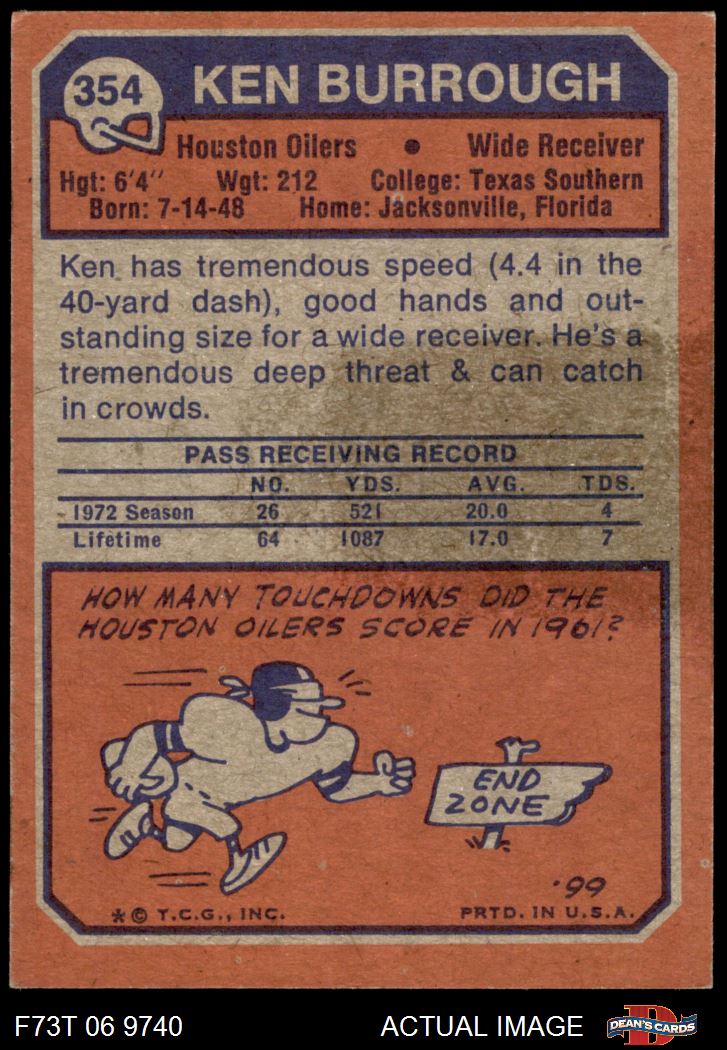 354
KEN BURROUGH
Houston Oilers • Wide Receiver
Hgt: 6'4" Wgt: 212 College: Texas Southern
Born: 7-14-48 Home: Jacksonville, Florida
Ken has tremendous speed (4.4 in the
40-yard dash), good hands and out-
standing size for a wide receiver. He's a
tremendous deep threat & can catch
in crowds.
PASS RECEIVING RECORD
NO. YDS. AVG. TDS.
1972 Season 26 521 20.0 4
Lifetime 64 1087 17.0 7
HOW MANY TOUCHDOWNS DID THE
HOUSTON OILERS SCORE IN 1961?
END
ZONE
·99
*© T.C.G., INC. PRTD. IN U.S.A.
F73T 06 9740 ACTUAL IMAGE
D
DEAN'S CARDS